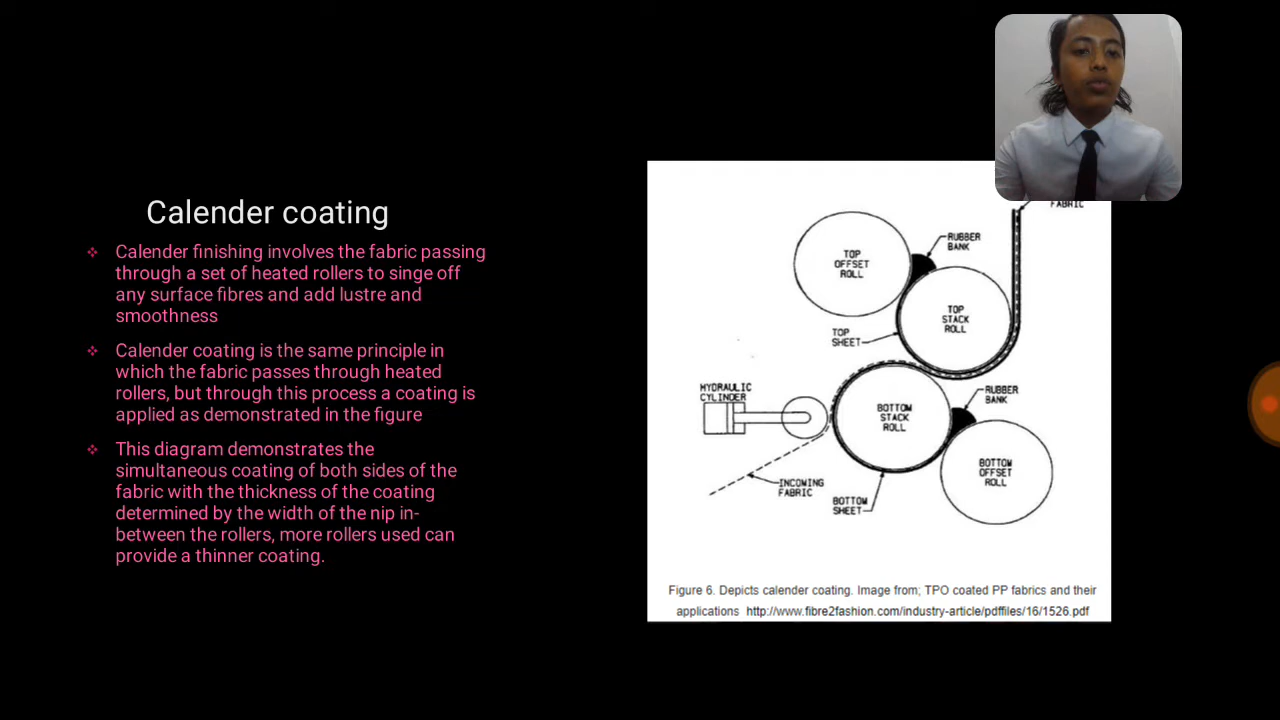 Calender coating
Calender finishing involves the fabric passing
through a set of heated rollers to singe off
any surface fibres and add lustre and
smoothness
Calender coating is the same principle in
which the fabric passes through heated
rollers, but through this process a coating is
applied as demonstrated in the figure
This diagram demonstrates the
simultaneous coating of both sides of the
fabric with the thickness of the coating
determined by the width of the nip in-
between the rollers, more rollers used can
provide a thinner coating.
FABRIC
RUBBER
BANK
TOP
OFFSET
ROLL
TOP
STACK
ROLL
TOP
SHEET
HYDRAULIC
CYLINDER
RUBBER
BANK
BOTTOM
STACK
ROLL
BOTTOM
OFFSET
ROLL
INCOMING
FABRIC
BOTTOM
SHEET
Figure 6. Depicts calender coating. Image from; TPO coated PP fabrics and their
applications http://www.fibre2fashion.com/industry-article/pdffiles/16/1526.pdf